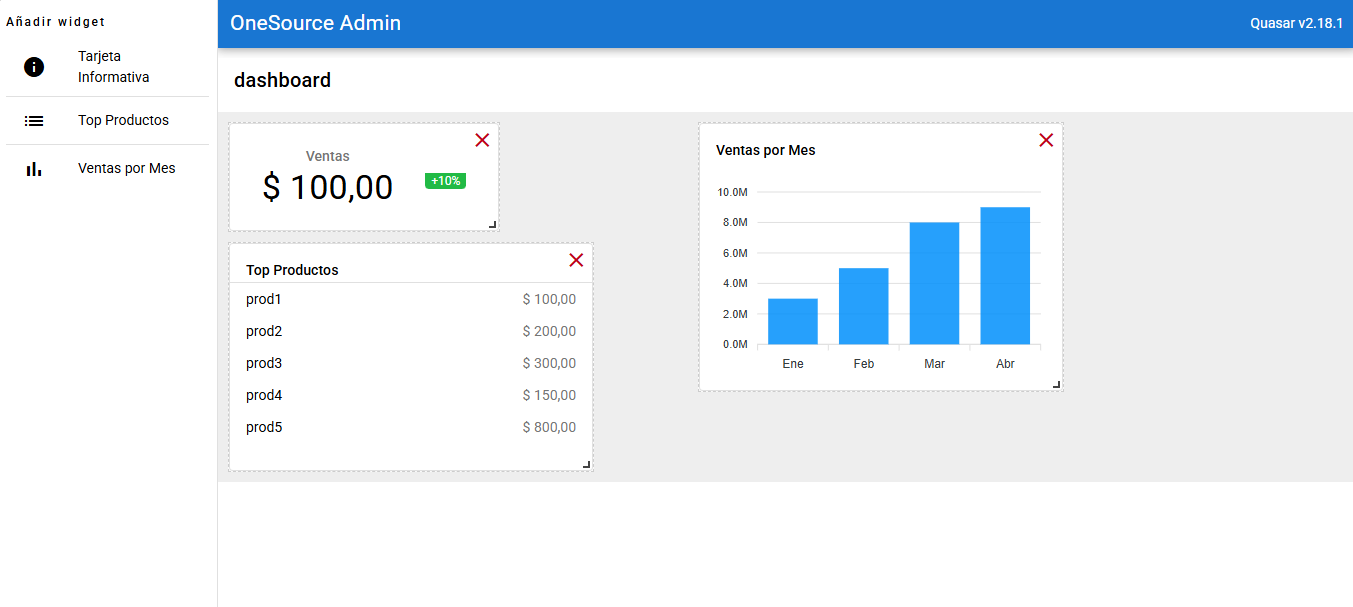 Añadir widget
Tarjeta
Informativa
Top Productos
Ventas por Mes
OneSource Admin
Quasar v2.18.1
dashboard
Ventas
$ 100,00
+10%
Top Productos
prod1 $ 100,00
prod2 $ 200,00
prod3 $ 300,00
prod4 $ 150,00
prod5 $ 800,00
Ventas por Mes
10.0M
8.0M
6.0M
4.0M
2.0M
0.0M
Ene Feb Mar Abr